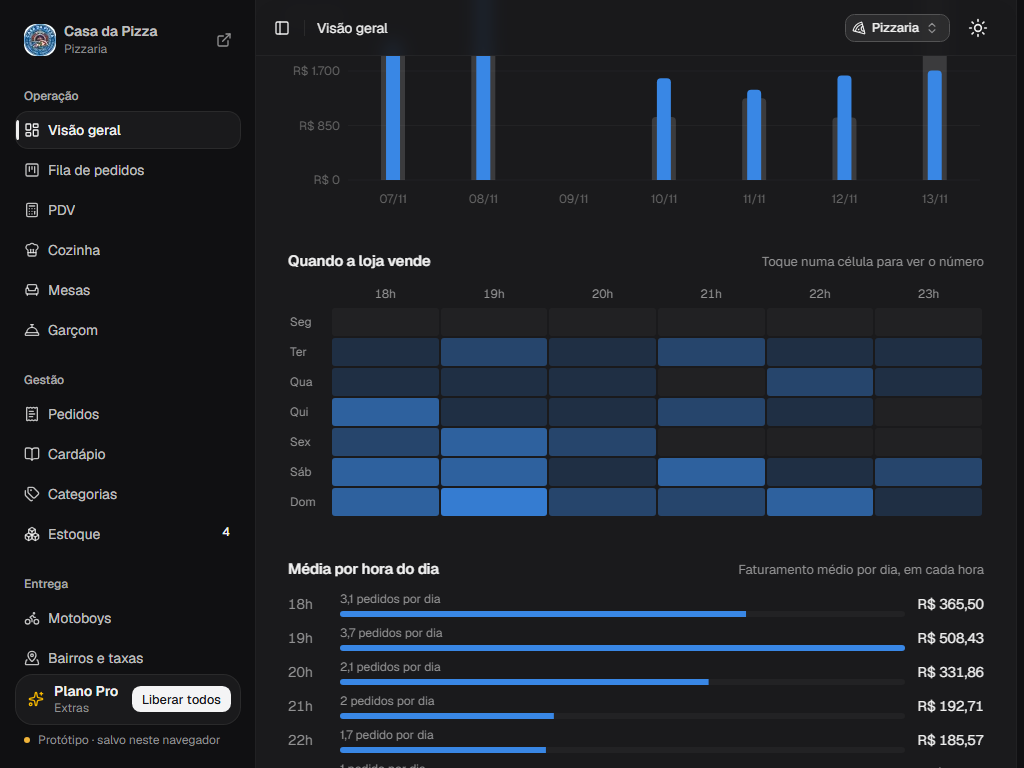 Casa da Pizza
Pizzaria
Operação
Visão geral
Fila de pedidos
PDV
Cozinha
Mesas
Garçom
Gestão
Pedidos
Cardápio
Categorias
Estoque 4
Entrega
Motoboys
Bairros e taxas
Plano Pro
Extras
Liberar todos
Protótipo · salvo neste navegador
Visão geral
Pizzaria
R$ 1.700
R$ 850
R$ 0
07/11 08/11 09/11 10/11 11/11 12/11 13/11
Quando a loja vende
Toque numa célula para ver o número
18h 19h 20h 21h 22h 23h
Seg
Ter
Qua
Qui
Sex
Sáb
Dom
Média por hora do dia
Faturamento médio por dia, em cada hora
18h 3,1 pedidos por dia R$ 365,50
19h 3,7 pedidos por dia R$ 508,43
20h 2,1 pedidos por dia R$ 331,86
21h 2 pedidos por dia R$ 192,71
22h 1,7 pedido por dia R$ 185,57
1 pedido por dia